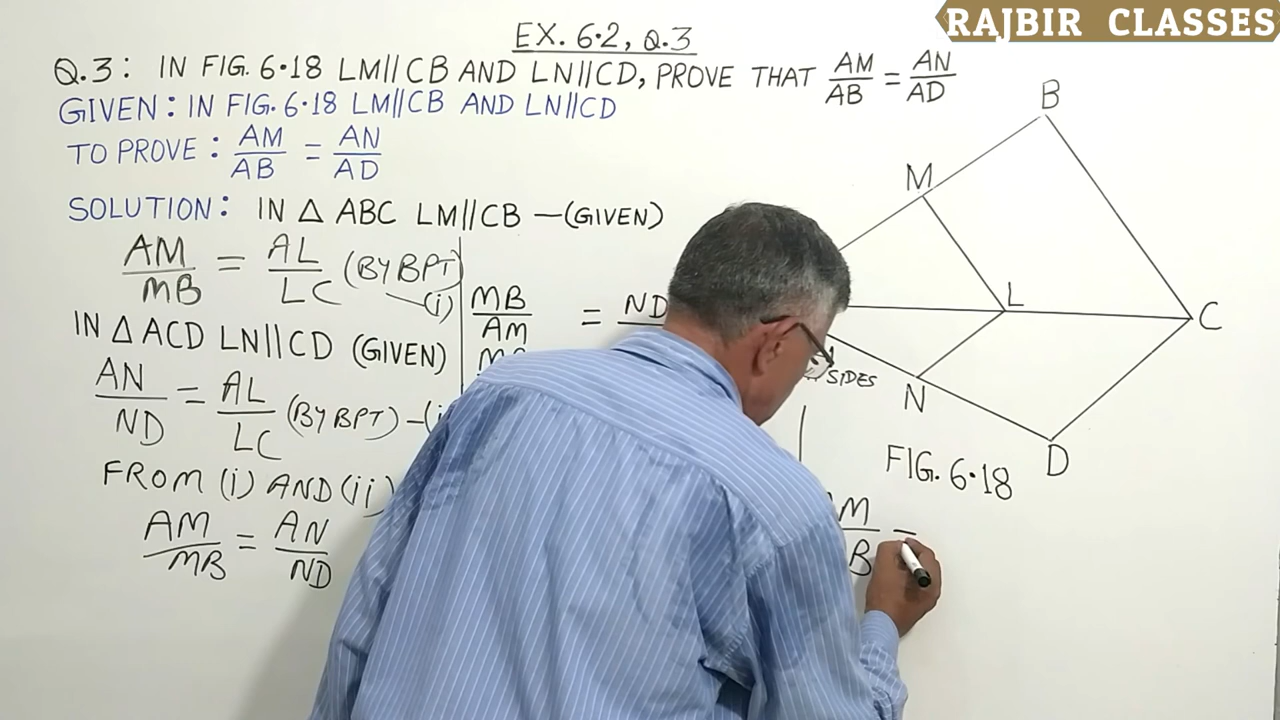 RAJBIR CLASSES
EX. 6.2, Q.3
Q.3: IN FIG. 6.18 LM||CB AND LN||CD, PROVE THAT AM/AB = AN/AD
GIVEN: IN FIG. 6.18 LM||CB AND LN||CD
TO PROVE: AM/AB = AN/AD
SOLUTION: IN △ ABC LM||CB —(GIVEN)
AM/MB = AL/LC (BY BPT)
—(i)
IN △ ACD LN||CD (GIVEN)
AN/ND = AL/LC (BY BPT) —(
FROM (i) AND (ii)
AM/MB = AN/ND
MB/AM = ND
SIDES
M/B =
B
M
L
C
N
D
FIG. 6.18